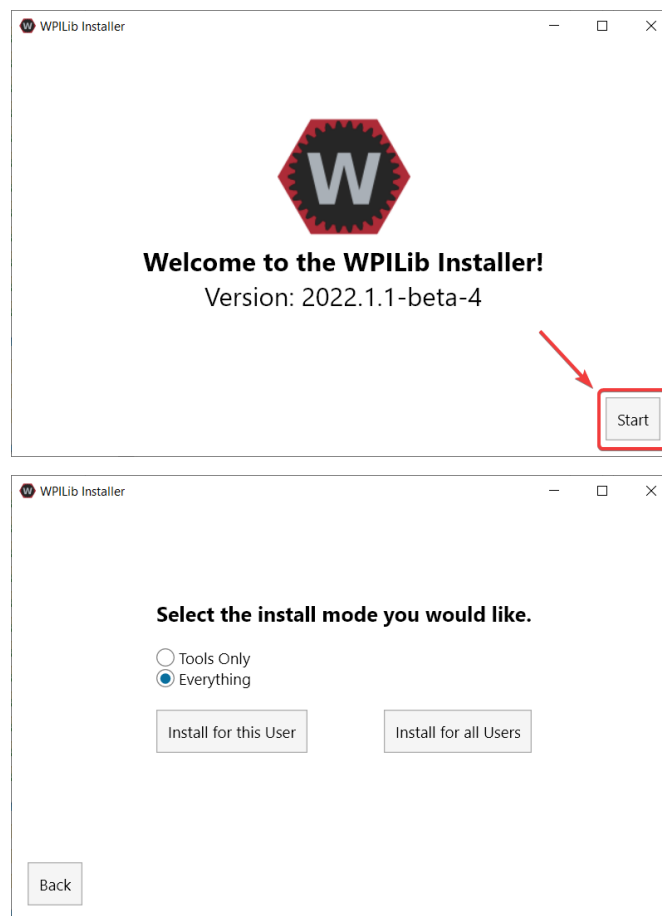 WPILib Installer
W
Welcome to the WPILib Installer!
Version: 2022.1.1-beta-4
Start
WPILib Installer
Select the install mode you would like.
Tools Only
Everything
Install for this User
Install for all Users
Back